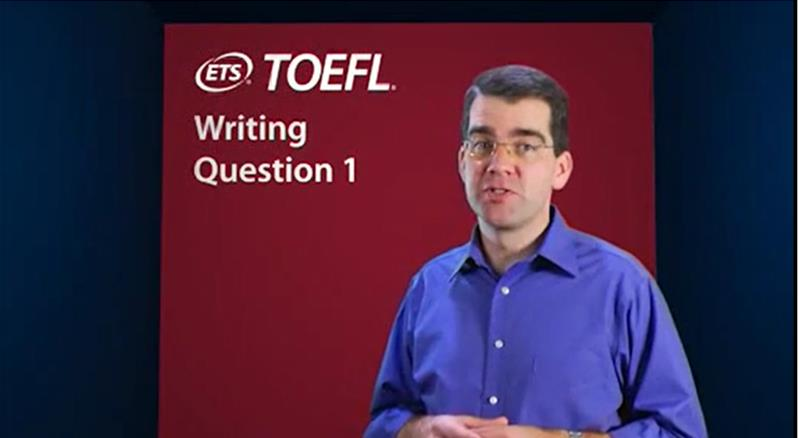 ETS TOEFL
Writing
Question 1